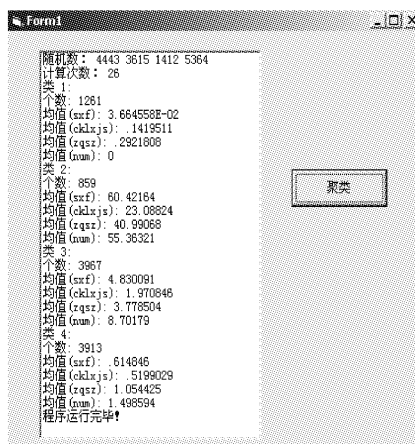 Form1
随机数: 4443 3615 1412 5364
计算次数: 26
类 1:
个数: 1261
均值(sxf): 3.664558E-02
均值(cklxjs): .1419511
均值(zqsz): .2921808
均值(num): 0
类 2:
个数: 859
均值(sxf): 60.42164
均值(cklxjs): 23.08824
均值(zqsz): 40.99068
均值(num): 55.36321
类 3:
个数: 3967
均值(sxf): 4.830091
均值(cklxjs): 1.970846
均值(zqsz): 3.778504
均值(num): 8.70179
类 4:
个数: 3913
均值(sxf): .614846
均值(cklxjs): .5199029
均值(zqsz): 1.054425
均值(num): 1.498594
程序运行完毕!
聚类